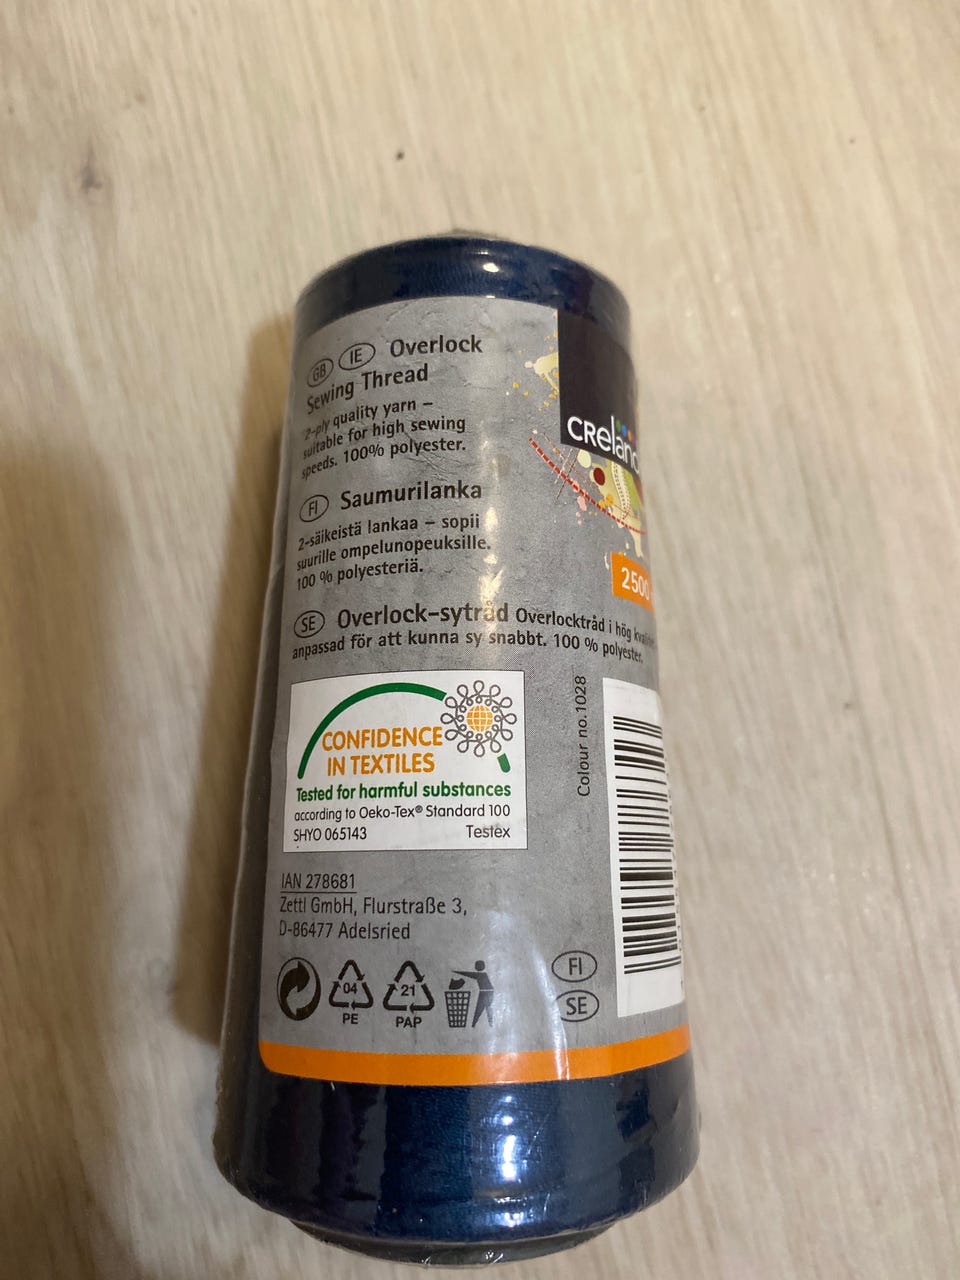 GB IE Overlock
Sewing Thread
2-ply quality yarn –
suitable for high sewing
speeds. 100% polyester.
FI Saumurilanka
2-säikeistä lankaa – sopii
suurille ompelunopeuksille.
100 % polyesteriä.
SE Overlock-sytråd Overlocktråd i hög
anpassad för att kunna sy snabbt. 100 % polyester.
CONFIDENCE
IN TEXTILES
Tested for harmful substances
according to Oeko-Tex® Standard 100
SHYO 065143 Testex
IAN 278681
Zettl GmbH, Flurstraße 3,
D-86477 Adelsried
04
PE
21
PAP
FI
SE
Colour no.1028
crelan
2500